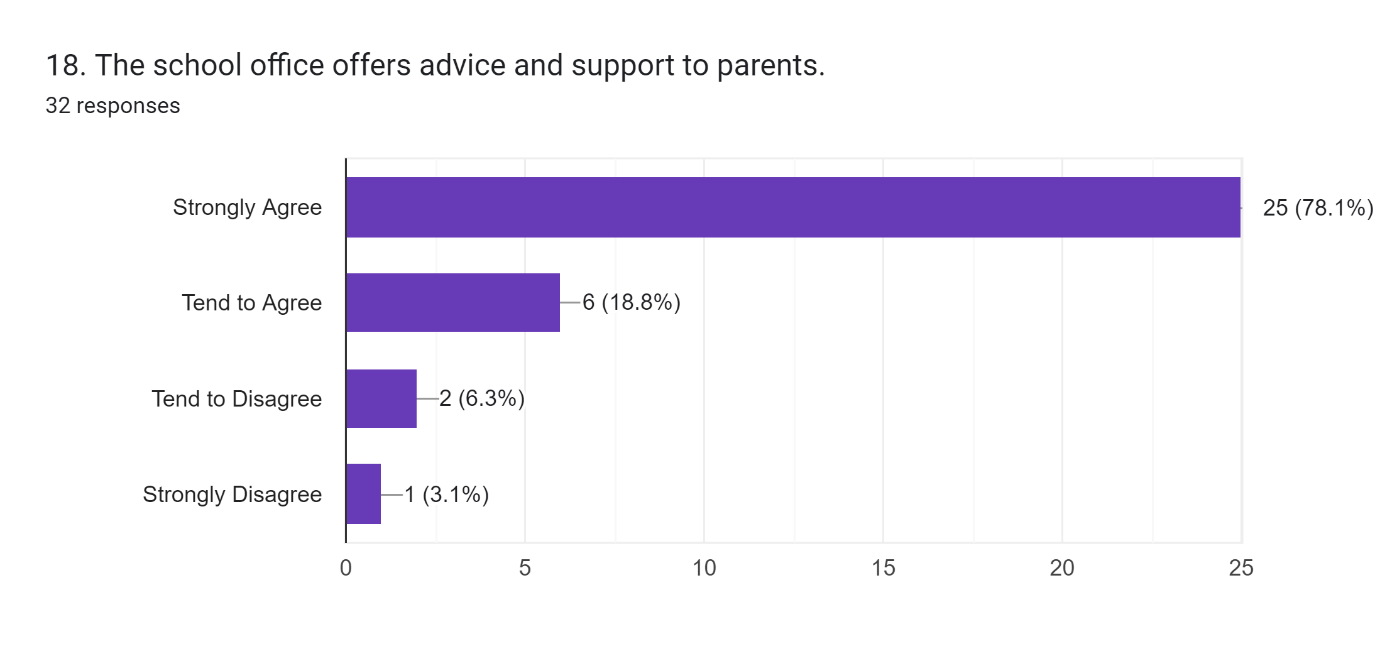 18. The school office offers advice and support to parents.
32 responses
Strongly Agree
25 (78.1%)
Tend to Agree
6 (18.8%)
Tend to Disagree
2 (6.3%)
Strongly Disagree
1 (3.1%)
0 5 10 15 20 25